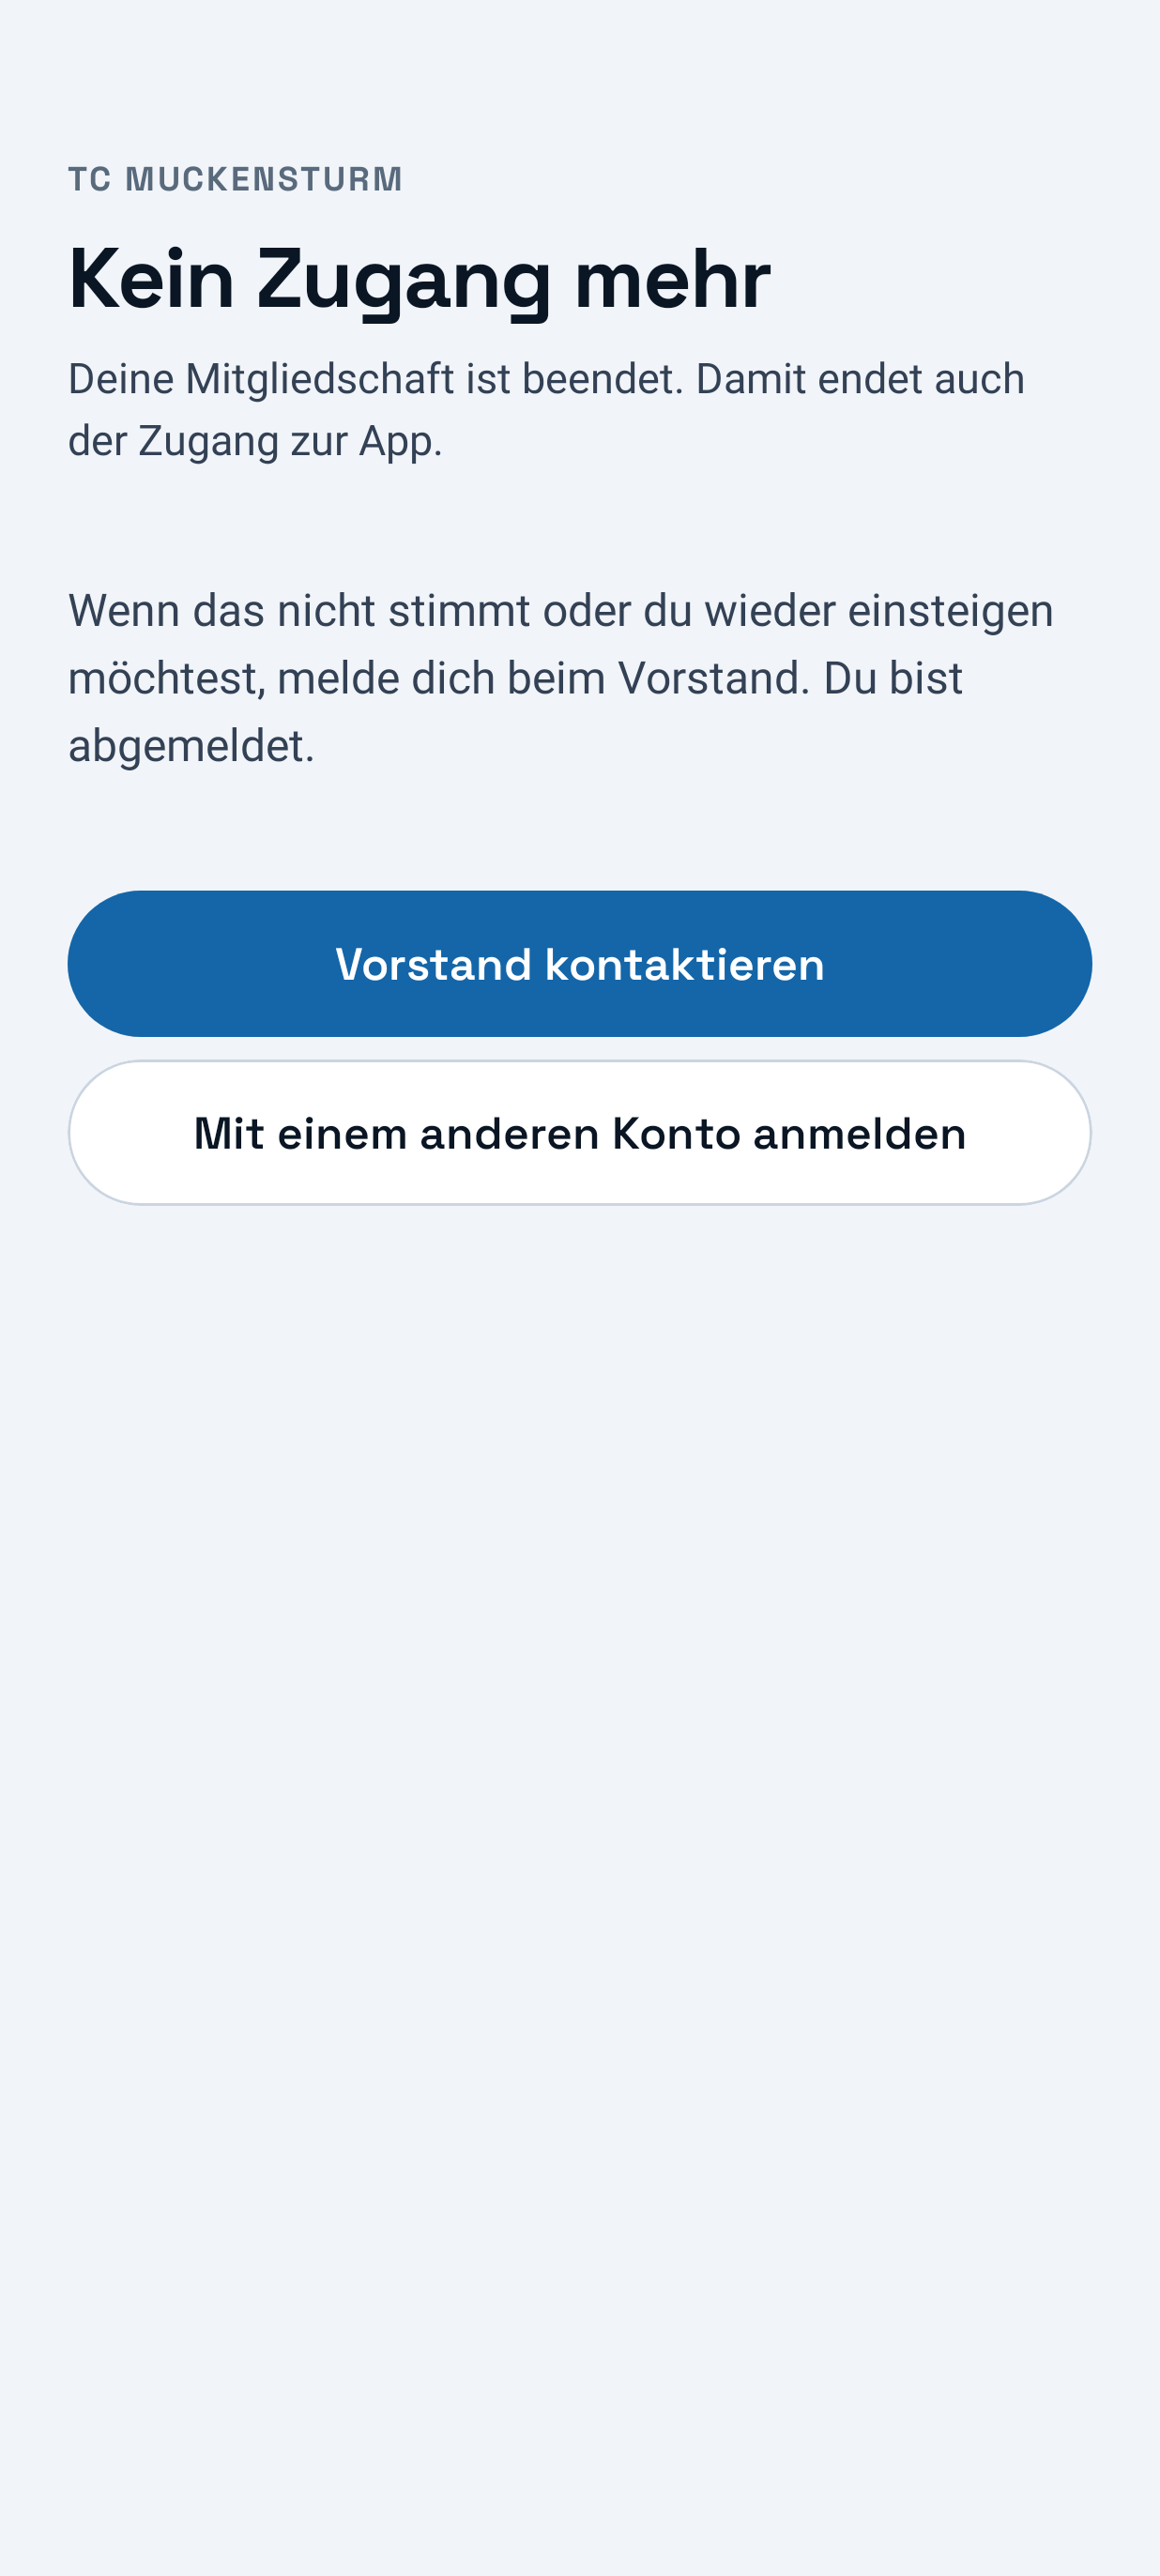 TC MUCKENSTURM
Kein Zugang mehr
Deine Mitgliedschaft ist beendet. Damit endet auch
der Zugang zur App.
Wenn das nicht stimmt oder du wieder einsteigen
möchtest, melde dich beim Vorstand. Du bist
abgemeldet.
Vorstand kontaktieren
Mit einem anderen Konto anmelden